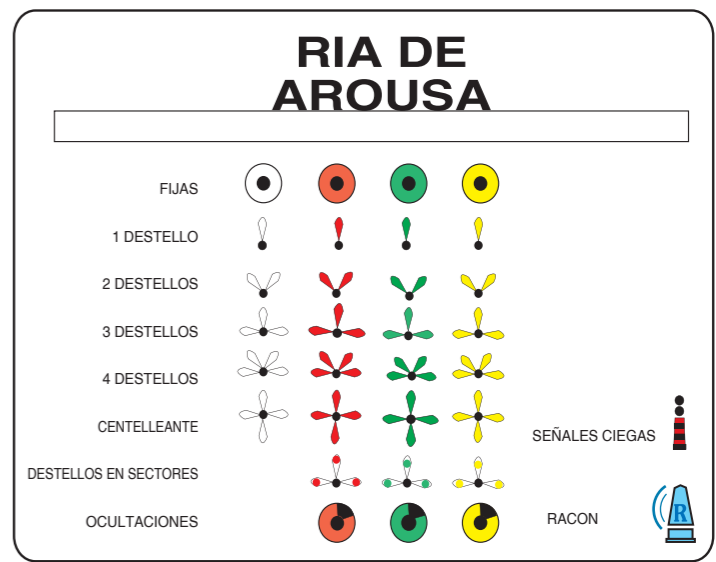 RIA DE
AROUSA
FIJAS
1 DESTELLO
2 DESTELLOS
3 DESTELLOS
4 DESTELLOS
CENTELLEANTE
SEÑALES CIEGAS
DESTELLOS EN SECTORES
OCULTACIONES
RACON
R